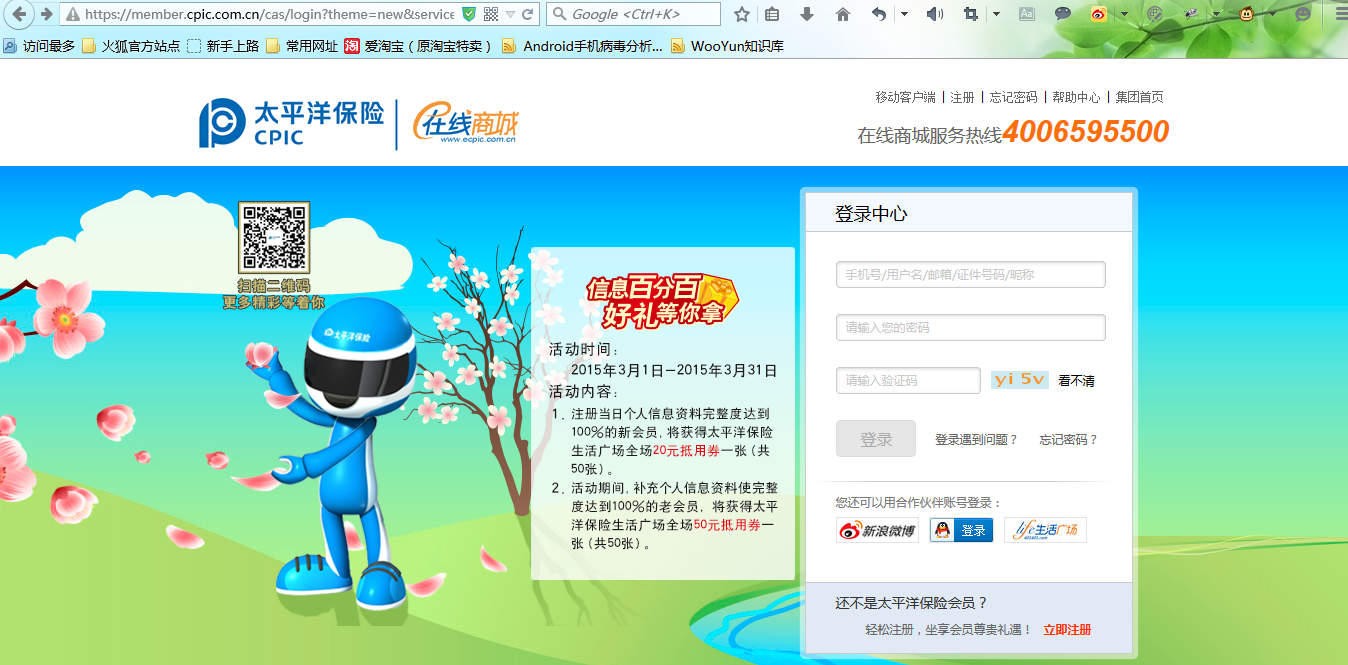 https://member.cpic.com.cn/cas/login?theme=new&service
Google <Ctrl+K>
访问最多 火狐官方站点 新手上路 常用网址 淘 爱淘宝（原淘宝特卖） Android手机病毒分析... WooYun知识库
太平洋保险
CPIC
在线商城
www.ecpic.com.cn
移动客户端 | 注册 | 忘记密码 | 帮助中心 | 集团首页
在线商城服务热线4006595500
扫描二维码
更多精彩等着你
太平洋保险
信息百分百
好礼等你拿
活动时间：
2015年3月1日—2015年3月31日
活动内容：
1. 注册当日个人信息资料完整度达到
100%的新会员,将获得太平洋保险
生活广场全场20元抵用券一张（共
50张）。
2. 活动期间,补充个人信息资料使完整
度达到100%的老会员, 将获得太平
洋保险生活广场全场50元抵用券一
张（共50张）。
登录中心
手机号/用户名/邮箱/证件号码/昵称
请输入您的密码
请输入验证码
yi5v
看不清
登录
登录遇到问题？
忘记密码？
您还可以用合作伙伴账号登录：
新浪微博
登录
life生活广场
还不是太平洋保险会员？
轻松注册，坐享会员尊贵礼遇！ 立即注册